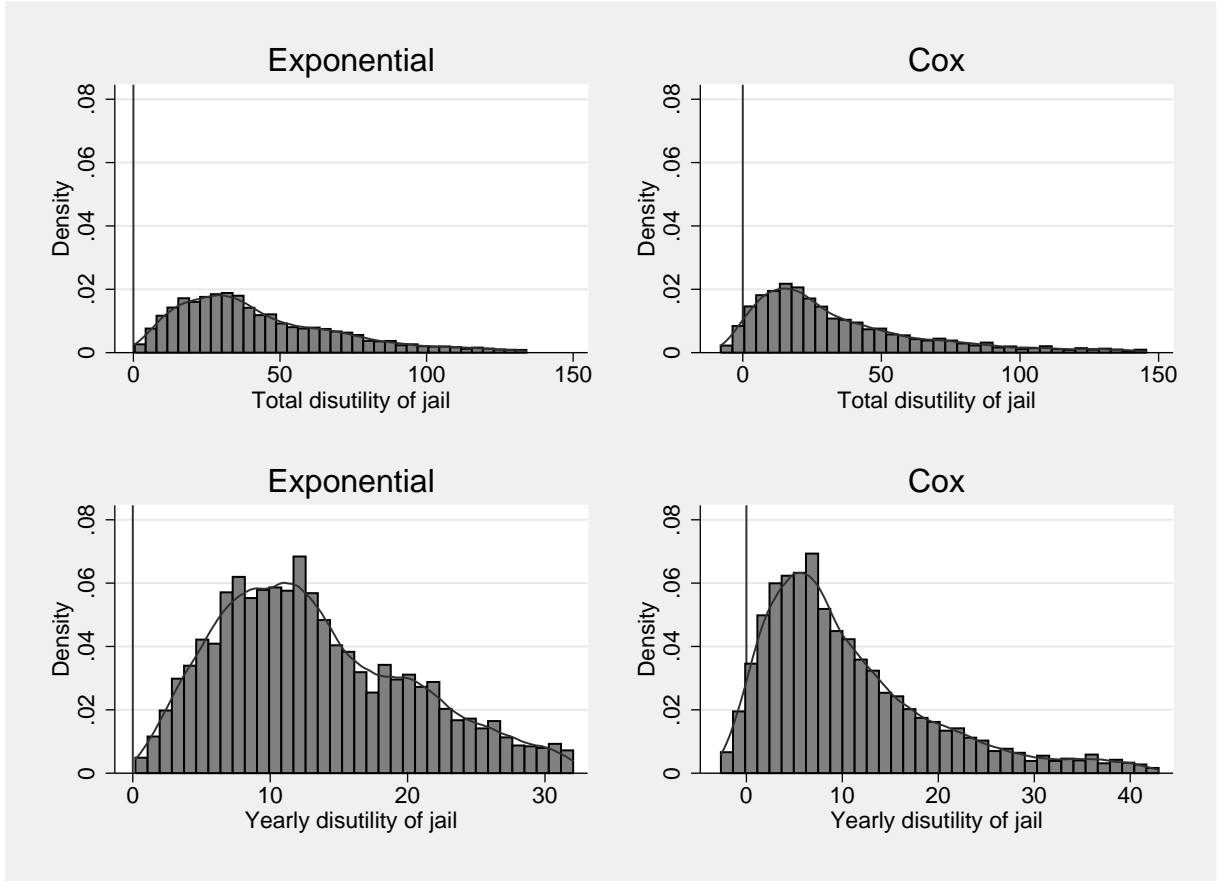 Exponential
.08
.06
.04
.02
0
Density
0 50 100 150
Total disutility of jail
Cox
.08
.06
.04
.02
0
Density
0 50 100 150
Total disutility of jail
Exponential
.08
.06
.04
.02
0
Density
0 10 20 30
Yearly disutility of jail
Cox
.08
.06
.04
.02
0
Density
0 10 20 30 40
Yearly disutility of jail